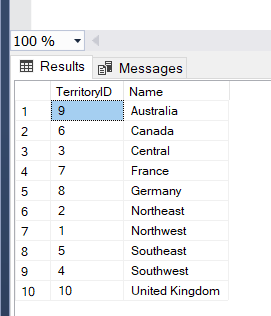 100 %
Results Messages
TerritoryID Name
1 9 Australia
2 6 Canada
3 3 Central
4 7 France
5 8 Germany
6 2 Northeast
7 1 Northwest
8 5 Southeast
9 4 Southwest
10 10 United Kingdom